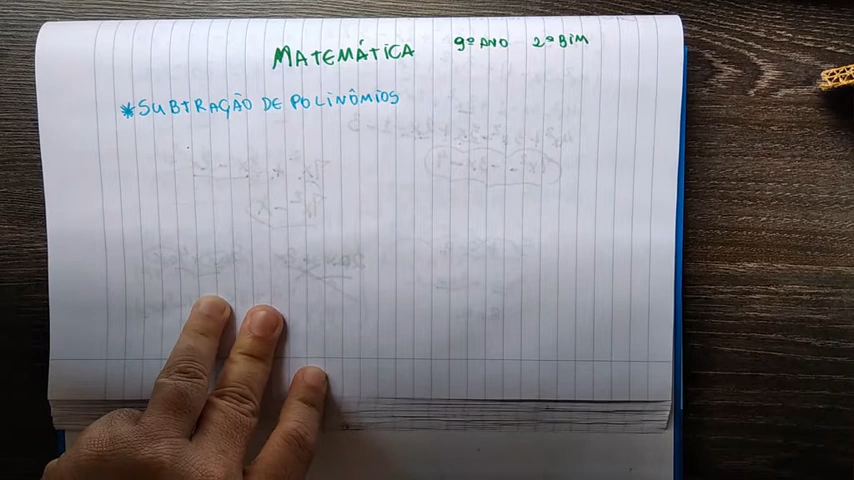 MATEMÁTICA 9º ANO 2º BIM
*SUBTRAÇÃO DE POLINÔMIOS